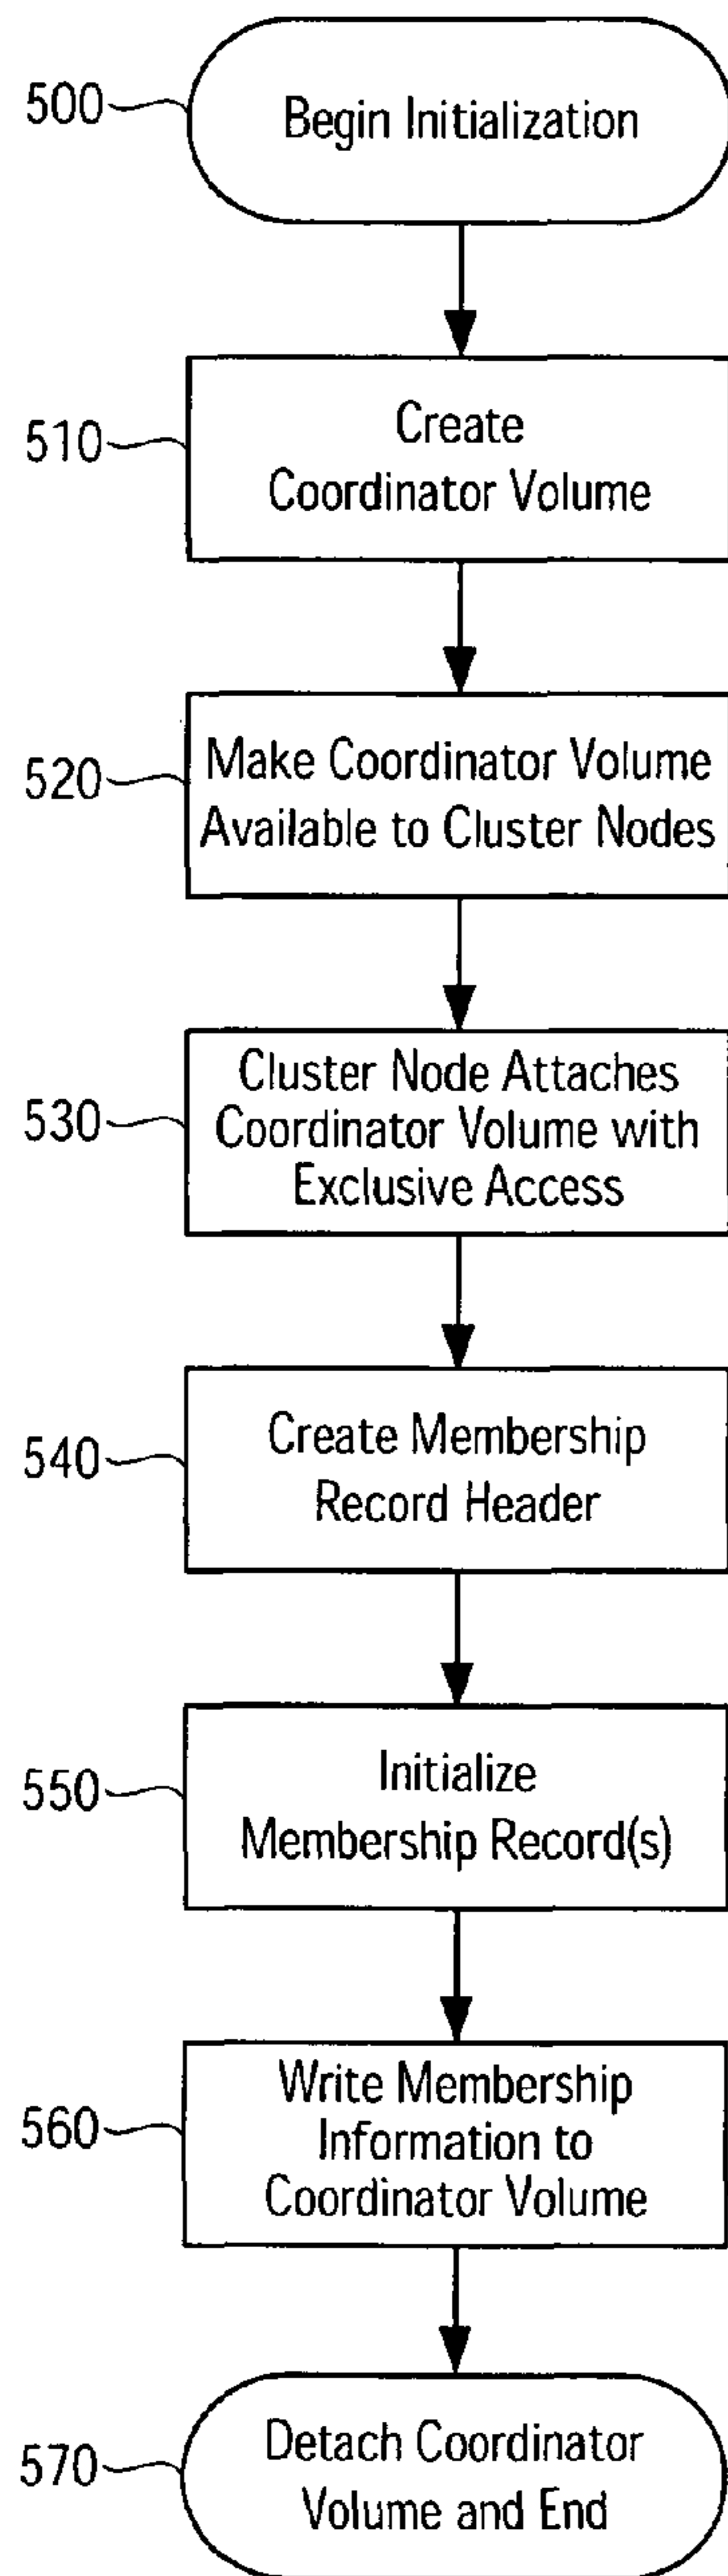 500
Begin Initialization
510
Create
Coordinator Volume
520
Make Coordinator Volume
Available to Cluster Nodes
530
Cluster Node Attaches
Coordinator Volume with
Exclusive Access
540
Create Membership
Record Header
550
Initialize
Membership Record(s)
560
Write Membership
Information to
Coordinator Volume
570
Detach Coordinator
Volume and End